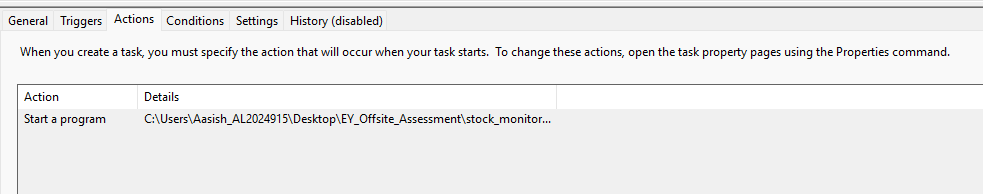 General Triggers Actions Conditions Settings History (disabled)
When you create a task, you must specify the action that will occur when your task starts.  To change these actions, open the task property pages using the Properties command.
Action Details
Start a program C:\Users\Aasish_AL2024915\Desktop\EY_Offsite_Assessment\stock_monitor...